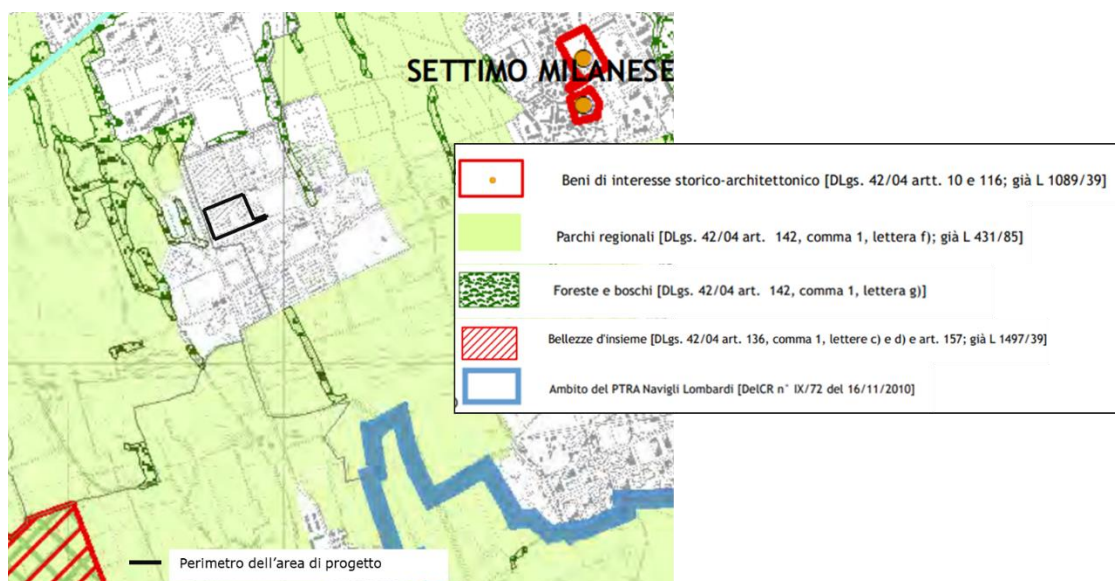 SETTIMO MILANESE
Beni di interesse storico-architettonico [DLgs. 42/04 artt. 10 e 116; già L 1089/39]
Parchi regionali [DLgs. 42/04 art. 142, comma 1, lettera f); già L 431/85]
Foreste e boschi [DLgs. 42/04 art. 142, comma 1, lettera g)]
Bellezze d'insieme [DLgs. 42/04 art. 136, comma 1, lettere c) e d) e art. 157; già L 1497/39]
Ambito del PTRA Navigli Lombardi [DelCR n° IX/72 del 16/11/2010]
Perimetro dell'area di progetto